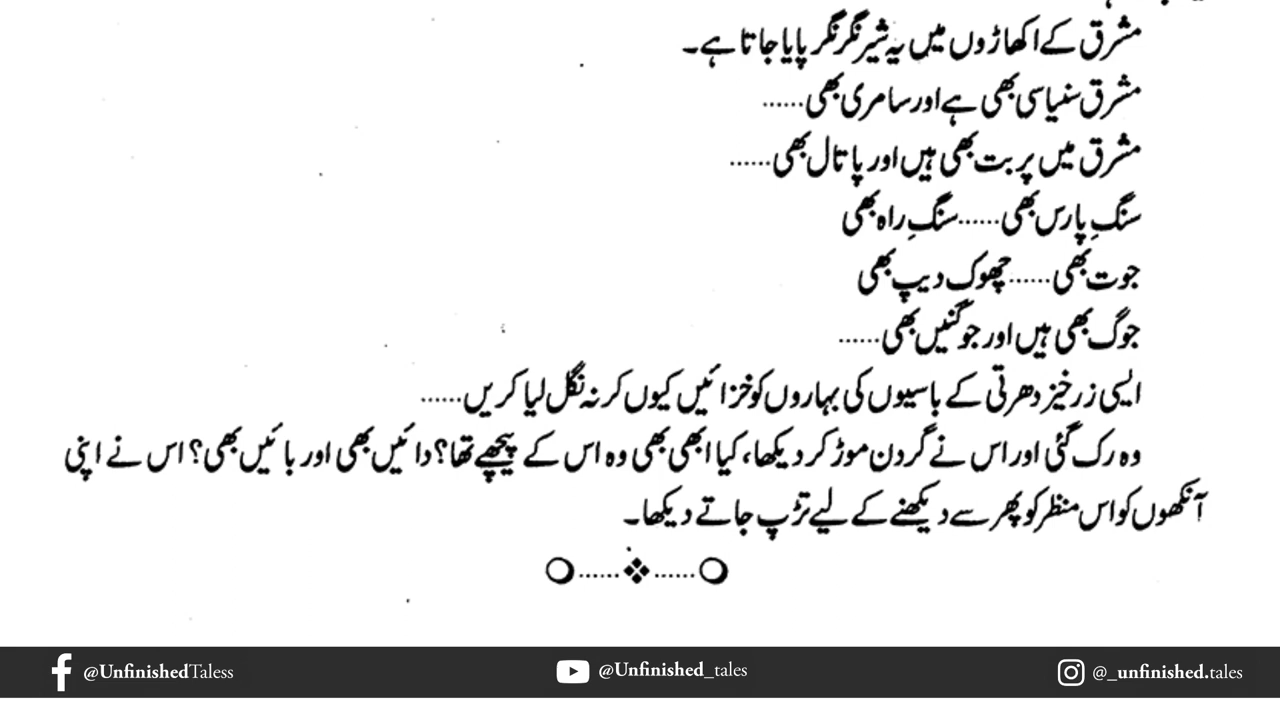 مشرق کے اکھاڑوں میں یہ شیر نگر نگر پایا جاتا ہے۔
مشرق سنیاسی بھی ہے اور سامری بھی ......
مشرق میں پربت بھی ہیں اور پاتال بھی ......
سنگِ پارس بھی ...... سنگِ راہ بھی
جوت بھی ...... چھوک دیپ بھی
جوگ بھی ہیں اور جوگنیں بھی ......
ایسی زرخیز دھرتی کے باسیوں کی بہاروں کو خزائیں کیوں کر نہ نگل لیا کریں ......
وہ رک گئی اور اس نے گردن موڑ کر دیکھا، کیا ابھی بھی وہ اس کے پیچھے تھا؟ دائیں بھی اور بائیں بھی؟ اس نے اپنی
آنکھوں کو اس منظر کو پھر سے دیکھنے کے لیے تڑپ جاتے دیکھا۔
@UnfinishedTaless
@Unfinished_tales
@_unfinished.tales